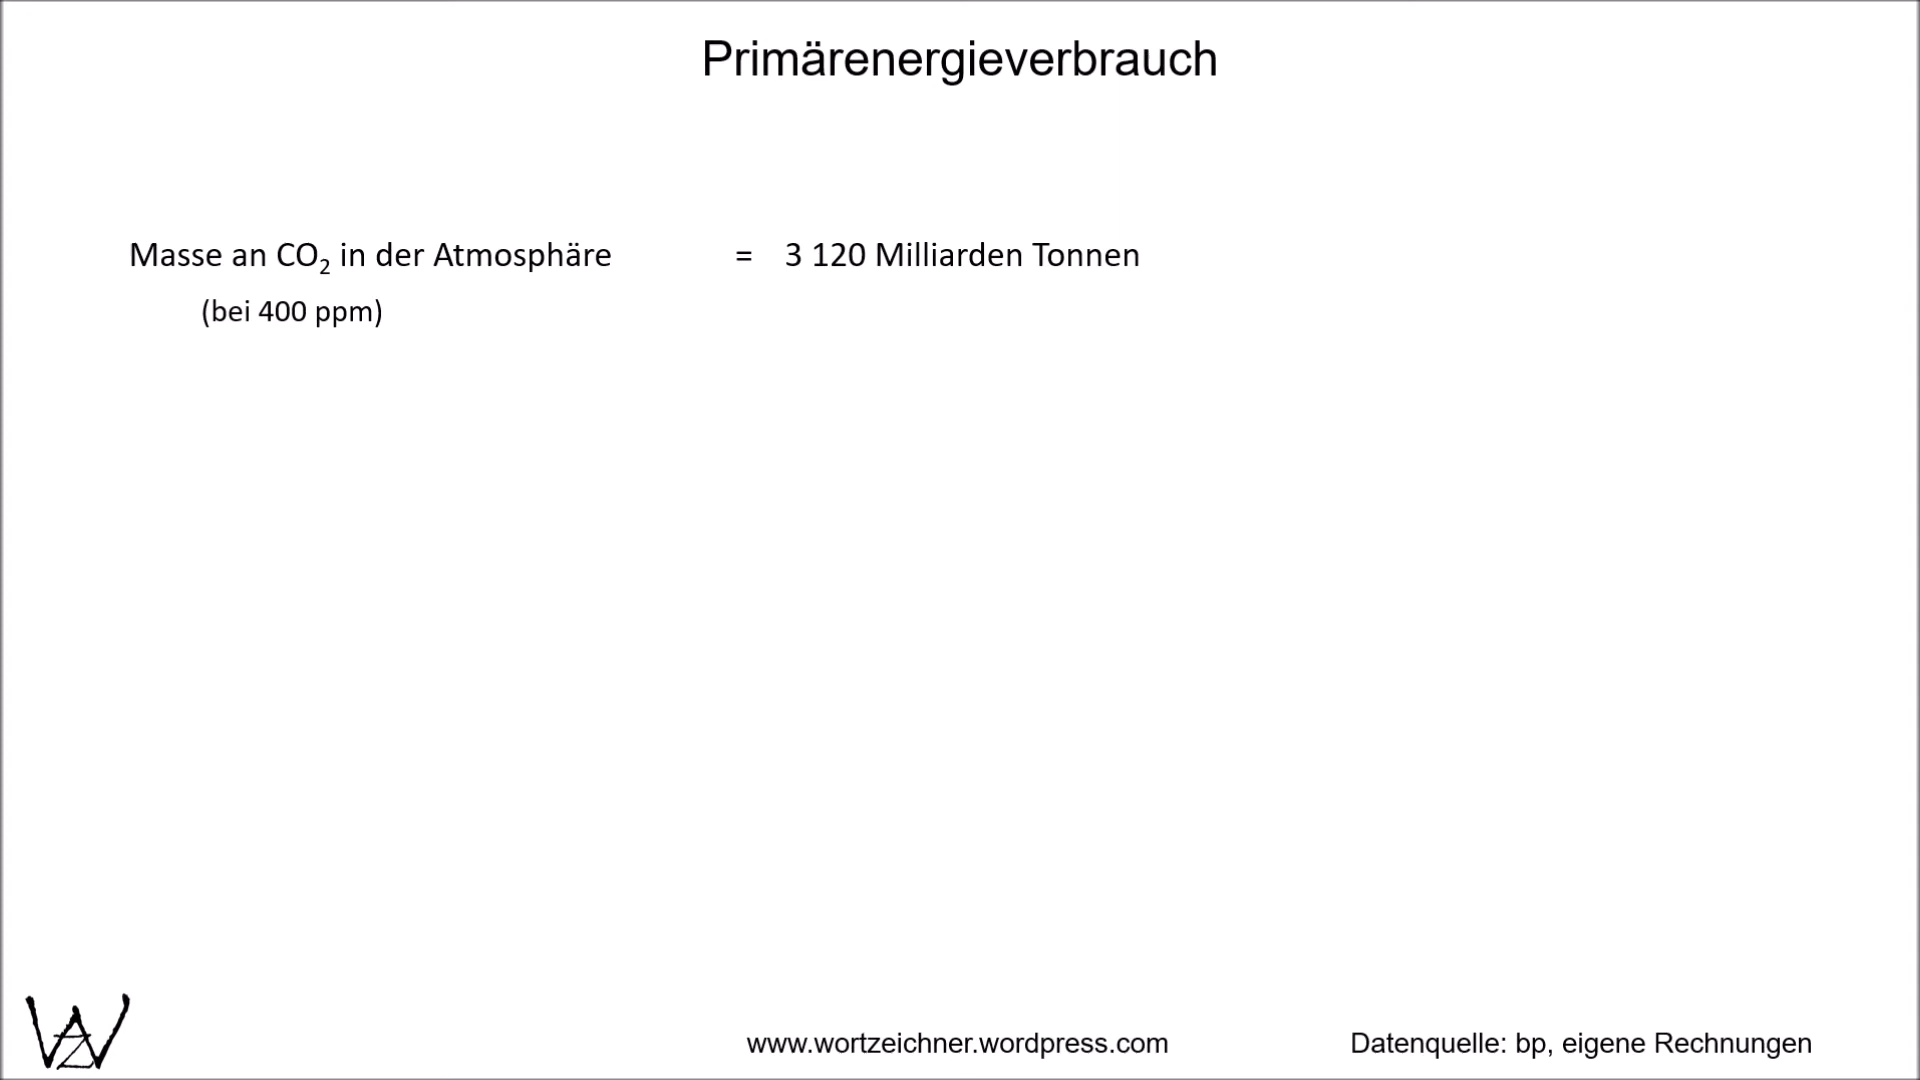 Primärenergieverbrauch
Masse an CO₂ in der Atmosphäre = 3 120 Milliarden Tonnen
(bei 400 ppm)
www.wortzeichner.wordpress.com Datenquelle: bp, eigene Rechnungen